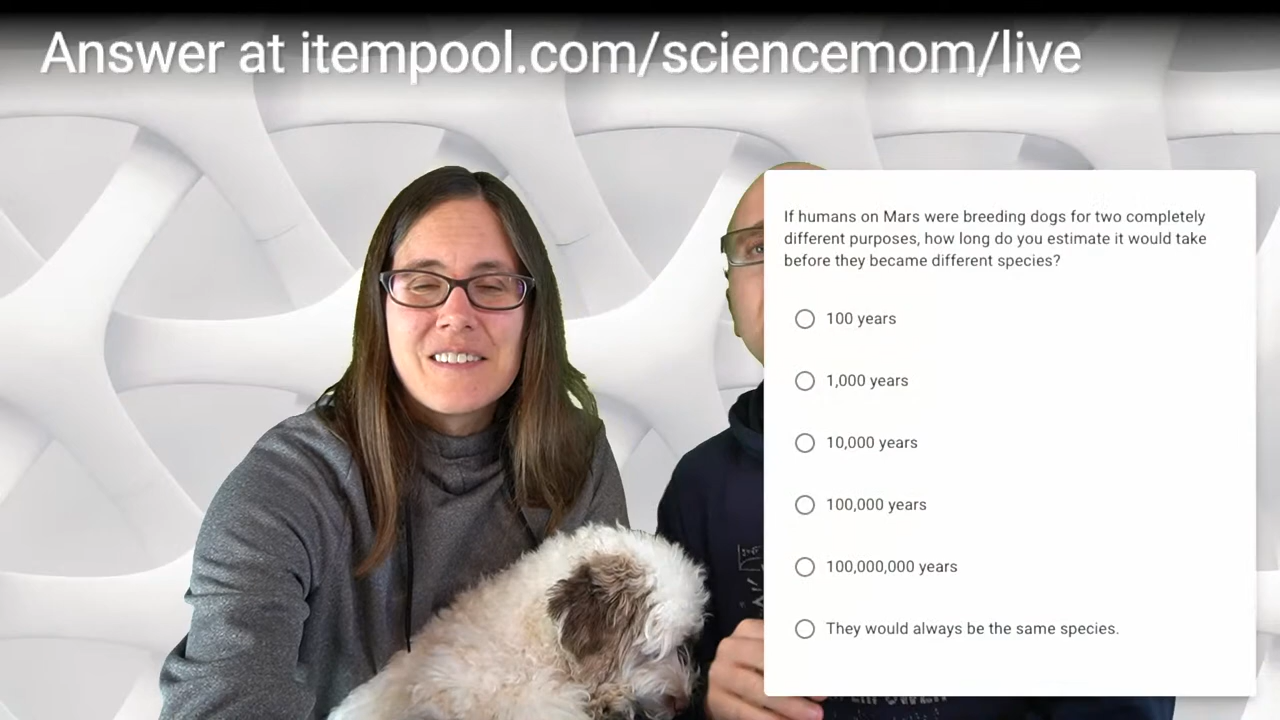 Answer at itempool.com/sciencemom/live
If humans on Mars were breeding dogs for two completely
different purposes, how long do you estimate it would take
before they became different species?
100 years
1,000 years
10,000 years
100,000 years
100,000,000 years
They would always be the same species.